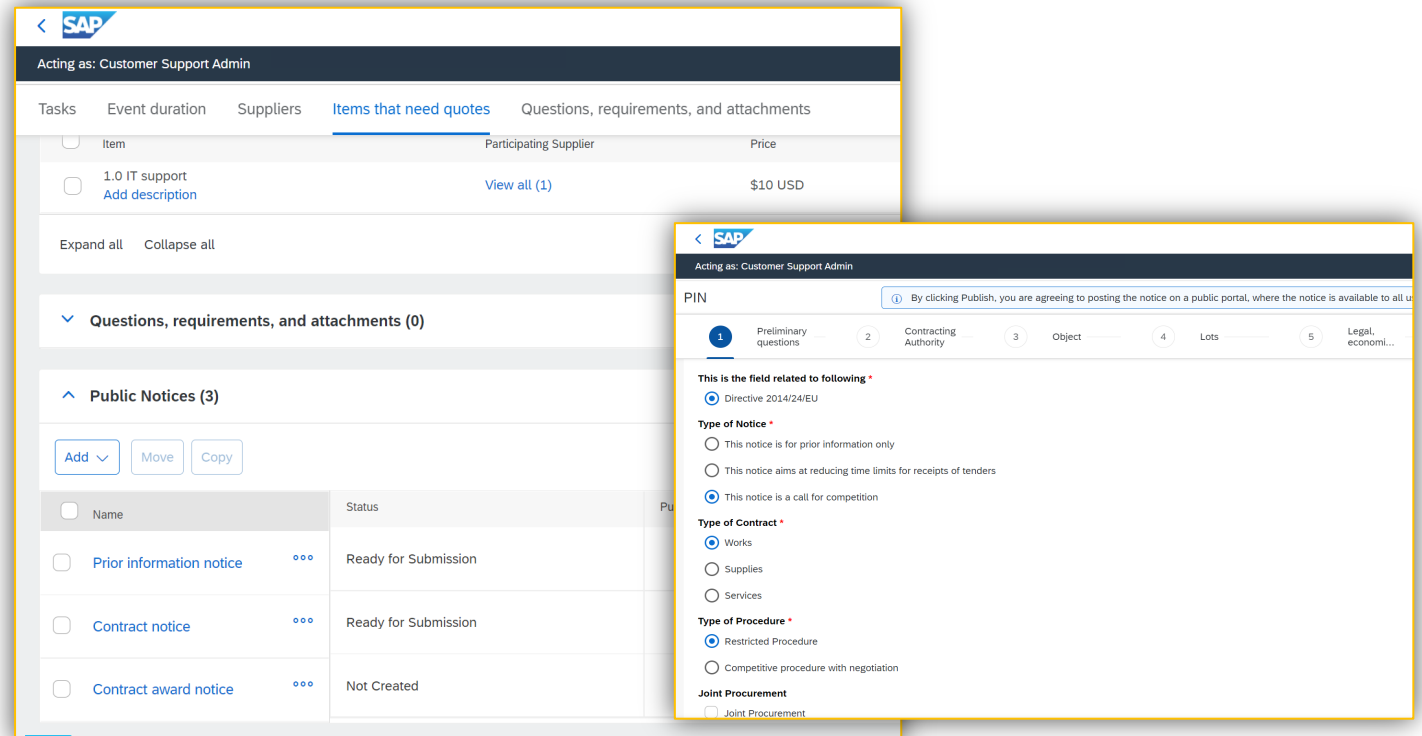 SAP
Acting as: Customer Support Admin
Tasks Event duration Suppliers Items that need quotes Questions, requirements, and attachments
Item Participating Supplier Price
1.0 IT support
Add description
View all (1)
$10 USD
Expand all Collapse all
Questions, requirements, and attachments (0)
Public Notices (3)
Add Move Copy
Name Status Pu
Prior information notice Ready for Submission
Contract notice Ready for Submission
Contract award notice Not Created
SAP
Acting as: Customer Support Admin
PIN
By clicking Publish, you are agreeing to posting the notice on a public portal, where the notice is available to all u
1 Preliminary questions
2 Contracting Authority
3 Object
4 Lots
5 Legal, economi...
This is the field related to following *
Directive 2014/24/EU
Type of Notice *
This notice is for prior information only
This notice aims at reducing time limits for receipts of tenders
This notice is a call for competition
Type of Contract *
Works
Supplies
Services
Type of Procedure *
Restricted Procedure
Competitive procedure with negotiation
Joint Procurement
Joint Procurement